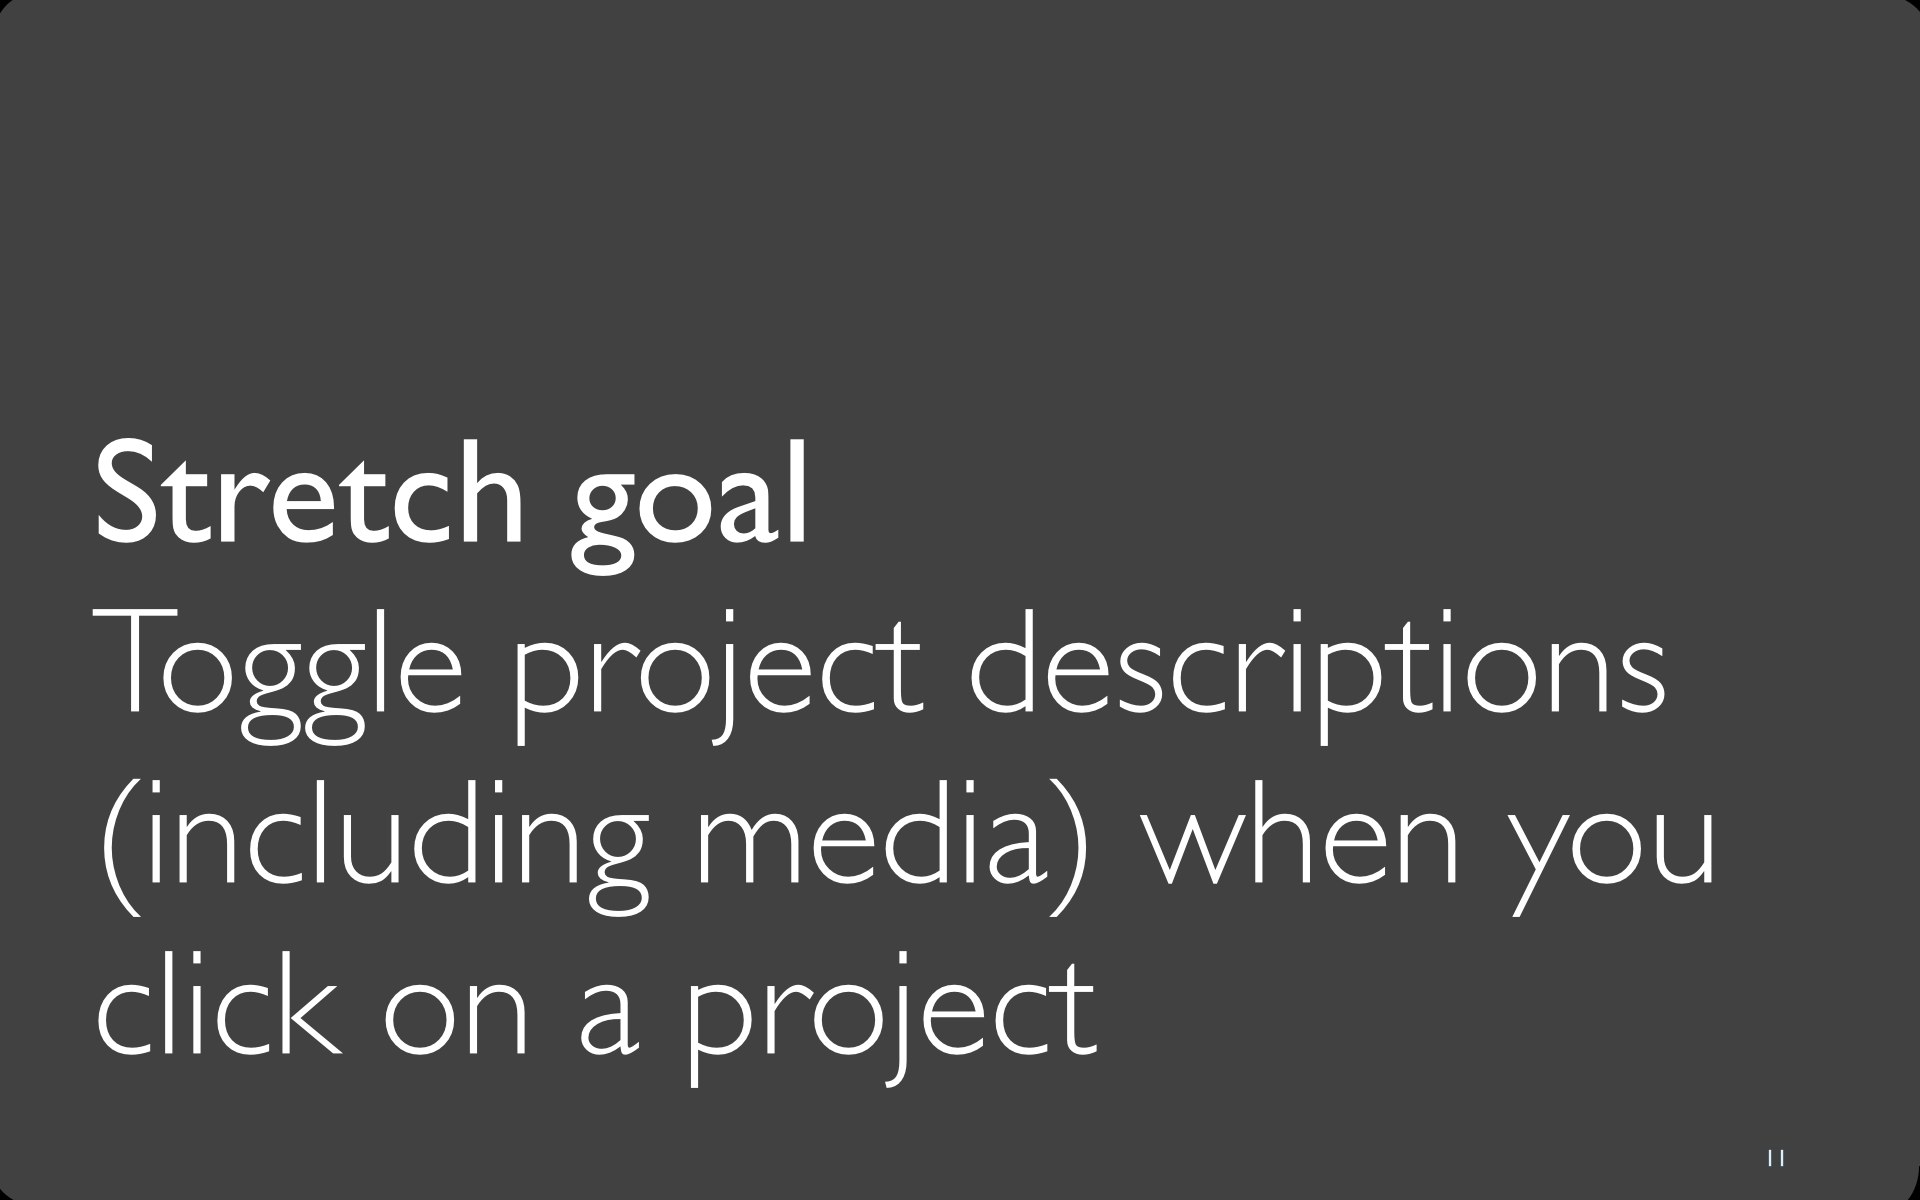 Stretch goal
Toggle project descriptions
(including media) when you
click on a project
11